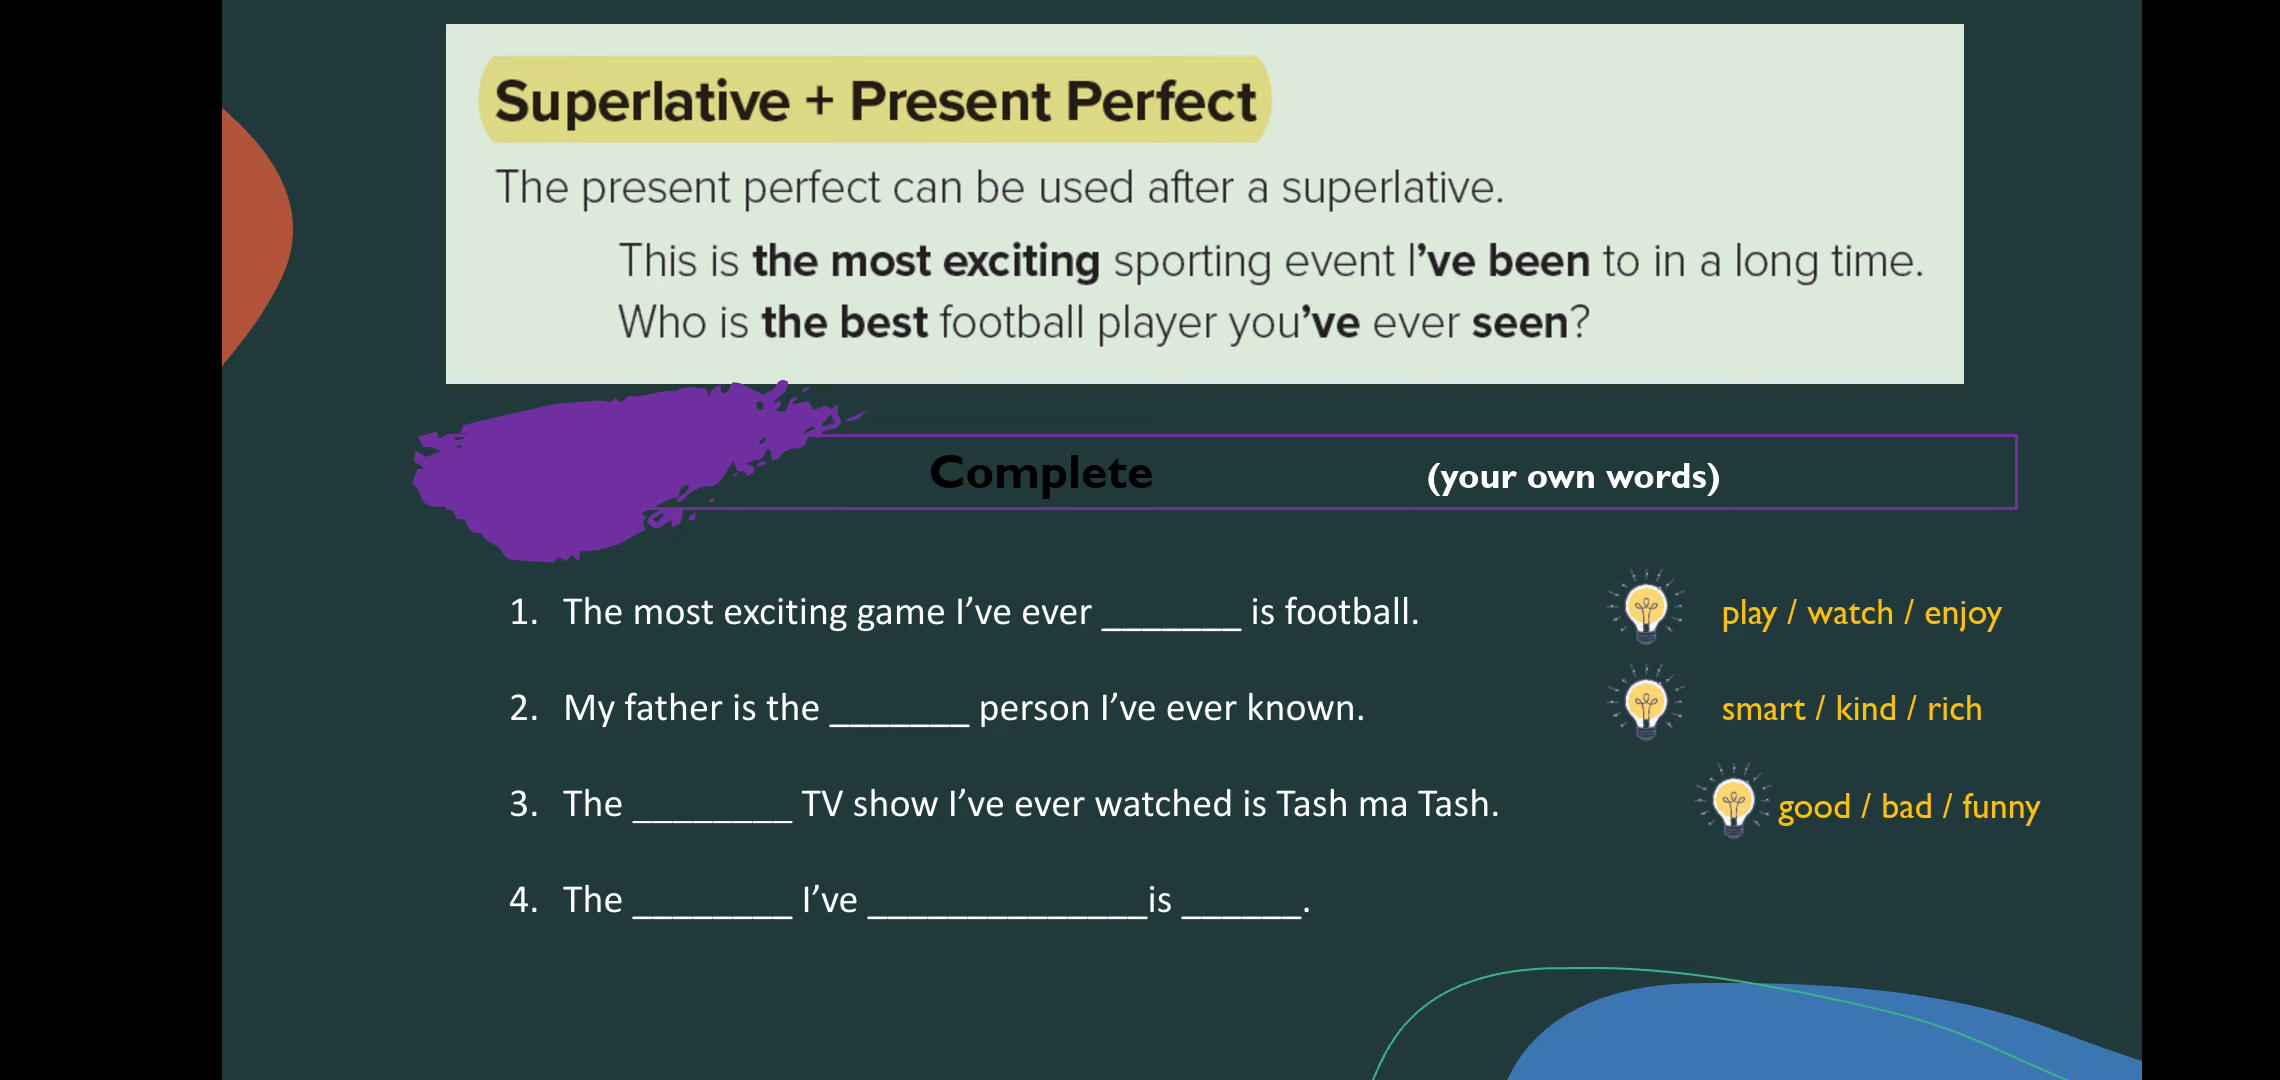 Superlative + Present Perfect
The present perfect can be used after a superlative.
This is the most exciting sporting event I’ve been to in a long time.
Who is the best football player you’ve ever seen?
Complete (your own words)
1. The most exciting game I’ve ever _______ is football. play / watch / enjoy
2. My father is the _______ person I’ve ever known. smart / kind / rich
3. The ________ TV show I’ve ever watched is Tash ma Tash. good / bad / funny
4. The ________ I’ve ______________is ______.